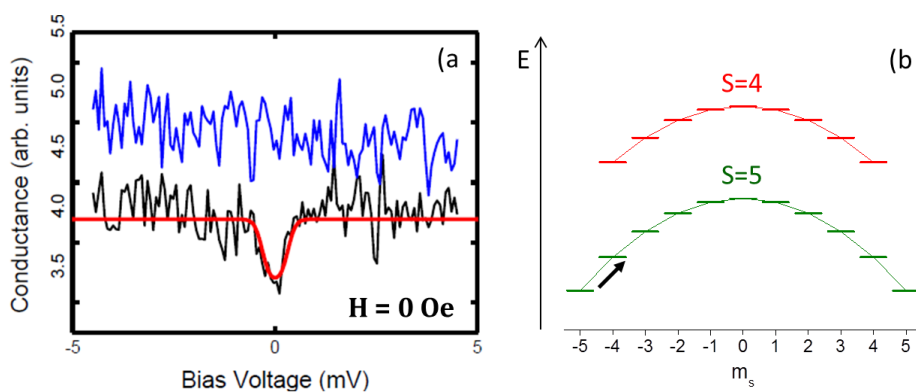 5.5
5.0
4.5
4.0
3.5
Conductance (arb. units)
-5
0
5
Bias Voltage (mV)
(a
H = 0 Oe
E
(b)
S=4
S=5
-5 -4 -3 -2 -1 0 1 2 3 4 5
ms